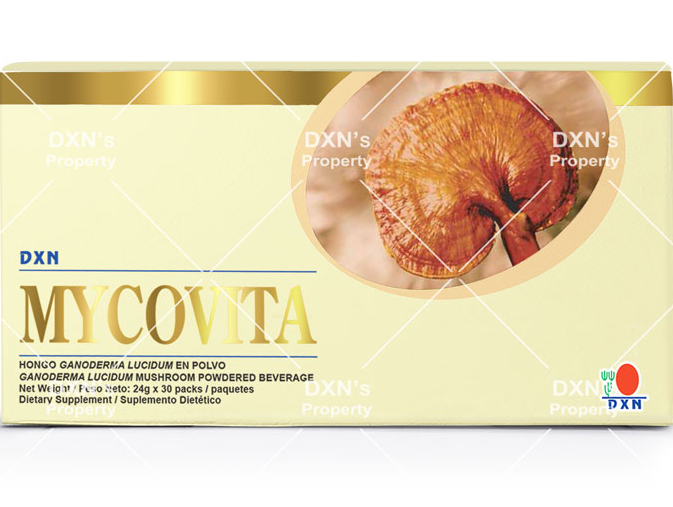 DXN's DXN's DXN's
Property Property Property
DXN
MYCOVITA
HONGO GANODERMA LUCIDUM EN POLVO
GANODERMA LUCIDUM MUSHROOM POWDERED BEVERAGE
Net Weight / Peso Neto: 24g x 30 packs / paquetes
Dietary Supplement / Suplemento Dietético
DXN's DXN's DXN's
Property Property Property
DXN